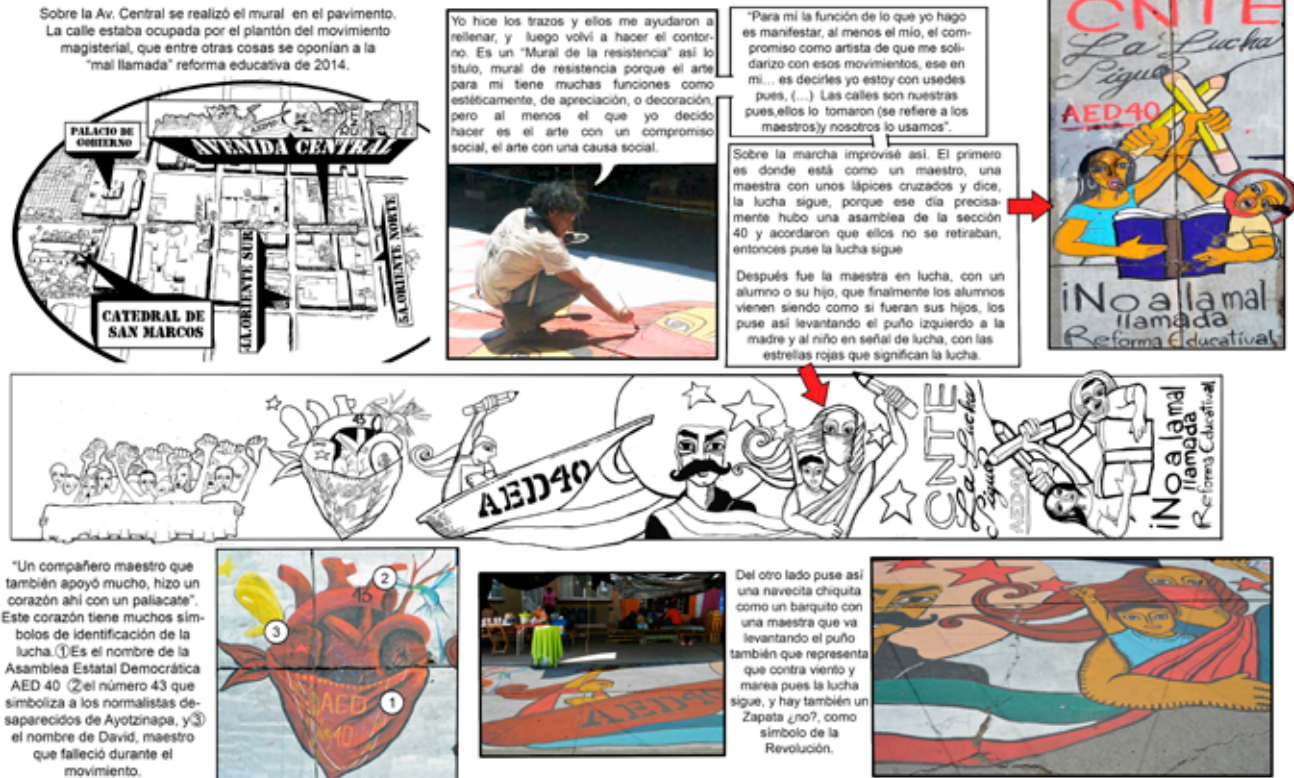 Sobre la Av. Central se realizó el mural en el pavimento.
La calle estaba ocupada por el plantón del movimiento
magisterial, que entre otras cosas se oponían a la
"mal llamada" reforma educativa de 2014.
PALACIO DE
GOBIERNO
AVENIDA CENTRAL
CATEDRAL DE
SAN MARCOS
ORIENTE SUR
5A.ORIENTE NORTE
Yo hice los trazos y ellos me ayudaron a
rellenar, y luego volví a hacer el contor-
no. Es un "Mural de la resistencia" así lo
titulo, mural de resistencia porque el arte
para mi tiene muchas funciones como
estéticamente, de apreciación, o decoración,
pero al menos el que yo decido
hacer es el arte con un compromiso
social, el arte con una causa social.
"Para mí la función de lo que yo hago
es manifestar, al menos el mío, el com-
promiso como artista de que me soli-
darizo con esos movimientos, ese en
mi... es decirles yo estoy con ustedes
pues, (...) Las calles son nuestras
pues,ellos lo tomaron (se refiere a los
maestros)y nosotros lo usamos".
Sobre la marcha improvisé así. El primero
es donde está como un maestro, una
maestra con unos lápices cruzados y dice,
la lucha sigue, porque ese día precisa-
mente hubo una asamblea de la sección
40 y acordaron que ellos no se retiraban,
entonces puse la lucha sigue
Después fue la maestra en lucha, con un
alumno o su hijo, que finalmente los alumnos
vienen siendo como si fueran sus hijos, los
puse así levantando el puño izquierdo a la
madre y al niño en señal de lucha, con las
estrellas rojas que significan la lucha.
CNTE
La Lucha
Sigue
AED40
¡No a la mal
llamada
Reforma Educativa!
45
AED40
CNTE
La Lucha
Sigue
AED40
¡No a la mal
llamada
Reforma Educativa!
"Un compañero maestro que
también apoyó mucho, hizo un
corazón ahí con un paliacate".
Este corazón tiene muchos sím-
bolos de identificación de la
lucha.①Es el nombre de la
Asamblea Estatal Democrática
AED 40 ②el número 43 que
simboliza a los normalistas de-
saparecidos de Ayotzinapa, y③
el nombre de David, maestro
que falleció durante el
movimiento.
2
3
1
AED
40
AED40
Del otro lado puse así
una navecita chiquita
como un barquito con
una maestra que va
levantando el puño
también que representa
que contra viento y
marea pues la lucha
sigue, y hay también un
Zapata ¿no?, como
símbolo de la
Revolución.